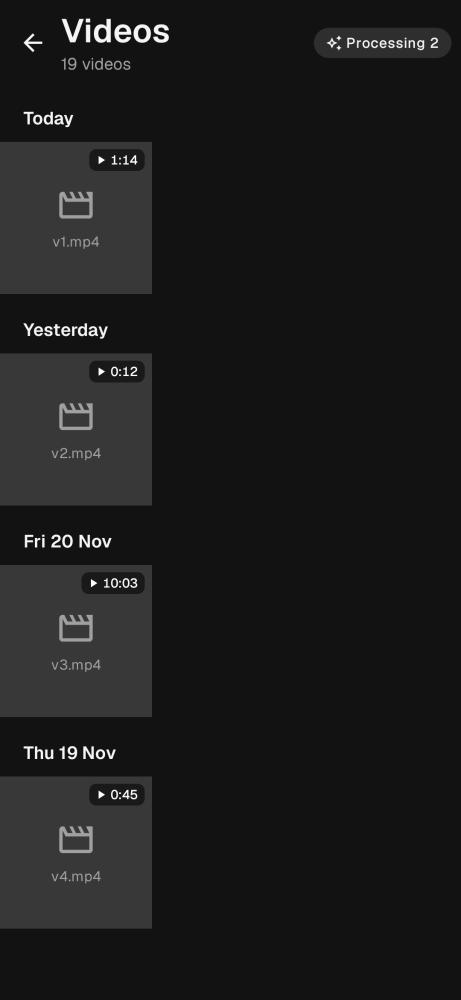 Videos
19 videos
Processing 2
Today
1:14
v1.mp4
Yesterday
0:12
v2.mp4
Fri 20 Nov
10:03
v3.mp4
Thu 19 Nov
0:45
v4.mp4